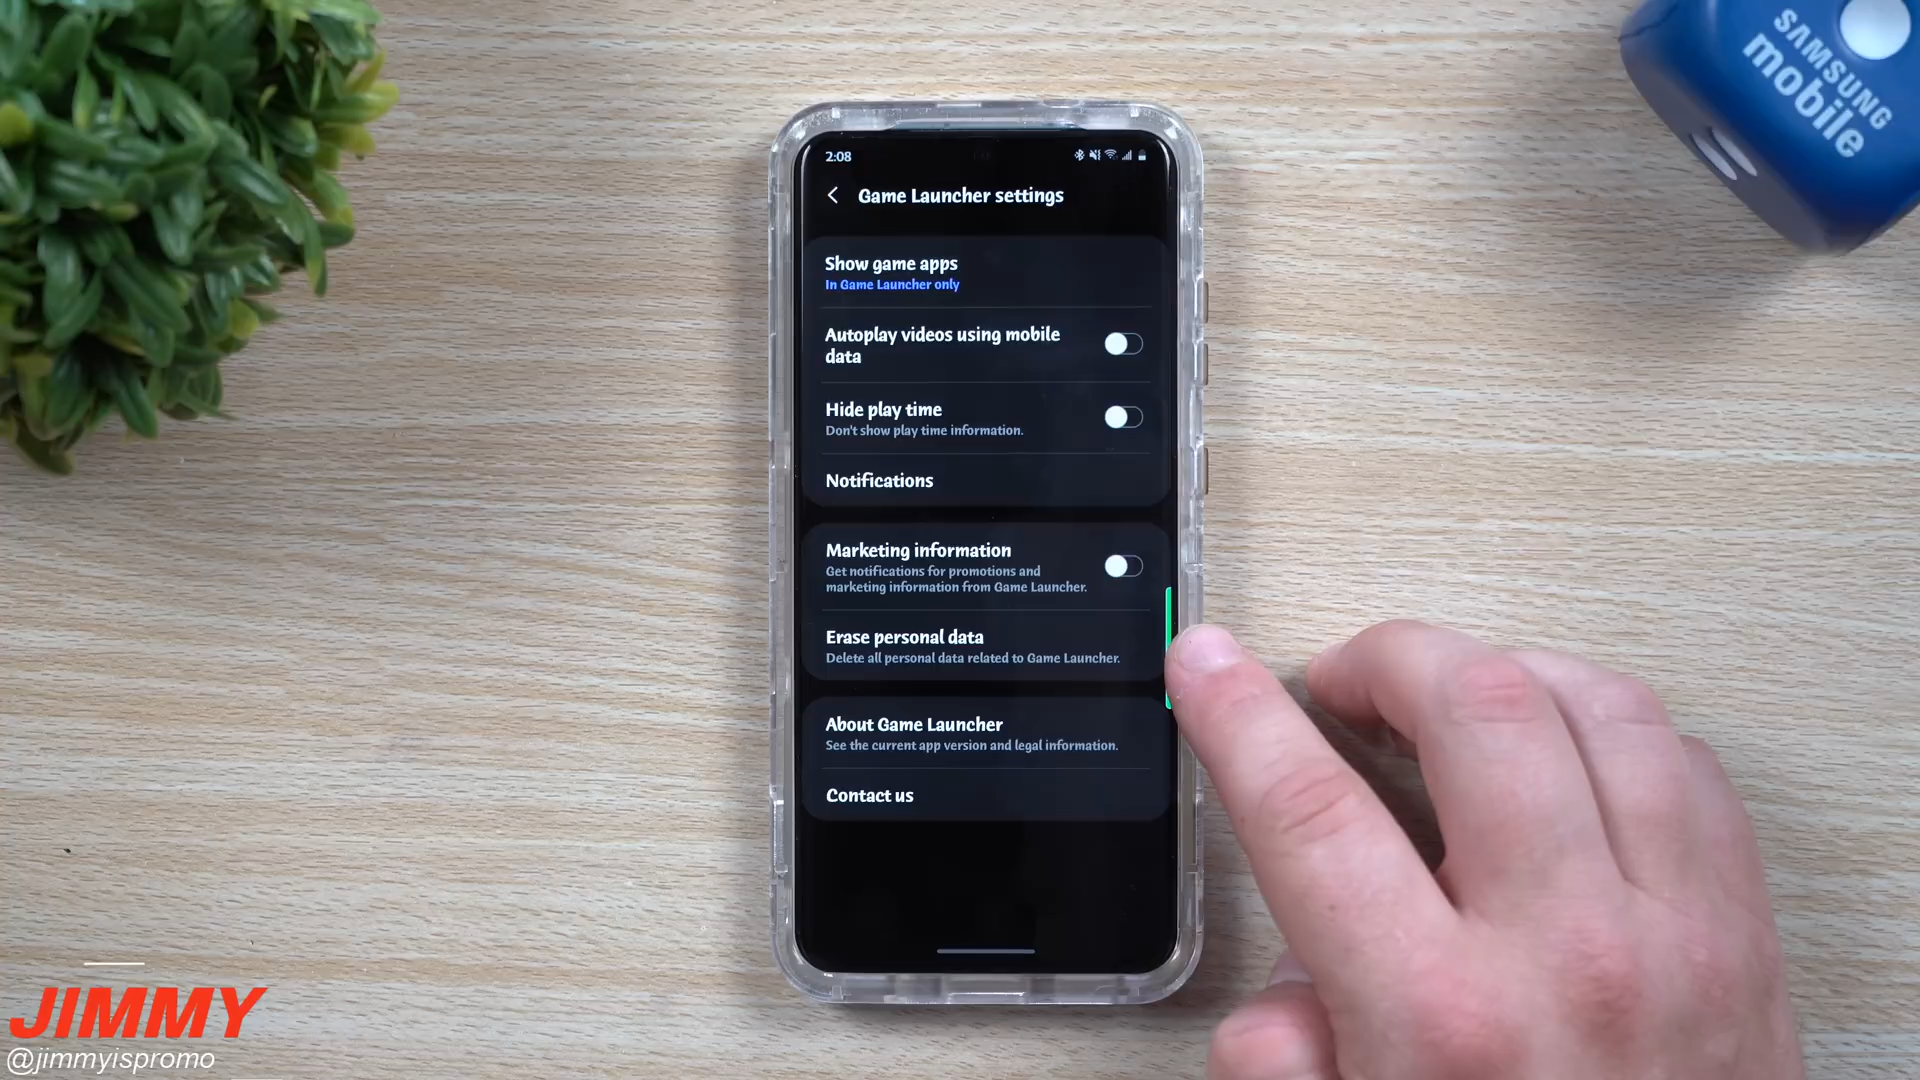 SAMSUNG
mobile
2:08
Game Launcher settings
Show game apps
In Game Launcher only
Autoplay videos using mobile
data
Hide play time
Don't show play time information.
Notifications
Marketing information
Get notifications for promotions and
marketing information from Game Launcher.
Erase personal data
Delete all personal data related to Game Launcher.
About Game Launcher
See the current app version and legal information.
Contact us
JIMMY
@jimmyispromo